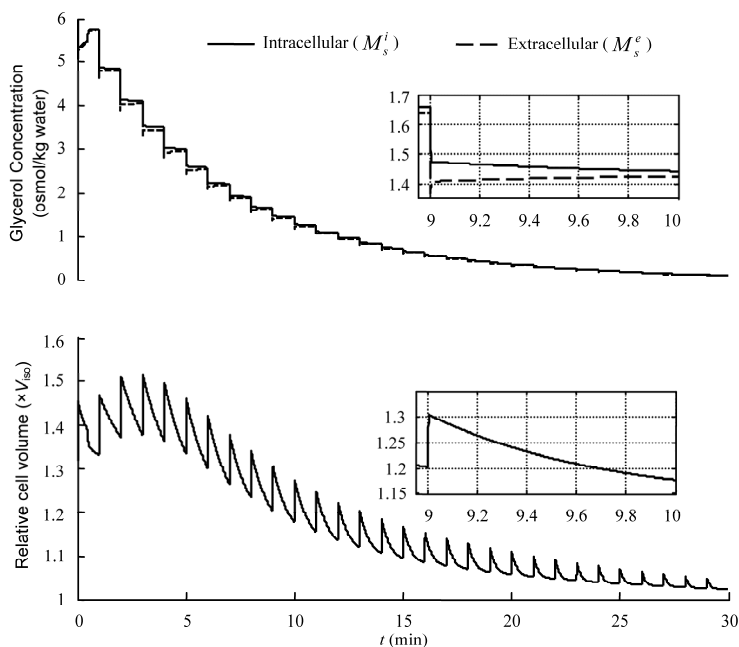 6
5
4
3
2
1
0
Glycerol Concentration
(osmol/kg water)
Intracellular ( M_s^i )
Extracellular ( M_s^e )
1.7
1.6
1.5
1.4
9 9.2 9.4 9.6 9.8 10
1.6
1.5
1.4
1.3
1.2
1.1
1
Relative cell volume (×V_iso)
1.3
1.25
1.2
1.15
9 9.2 9.4 9.6 9.8 10
0 5 10 15 20 25 30
t (min)